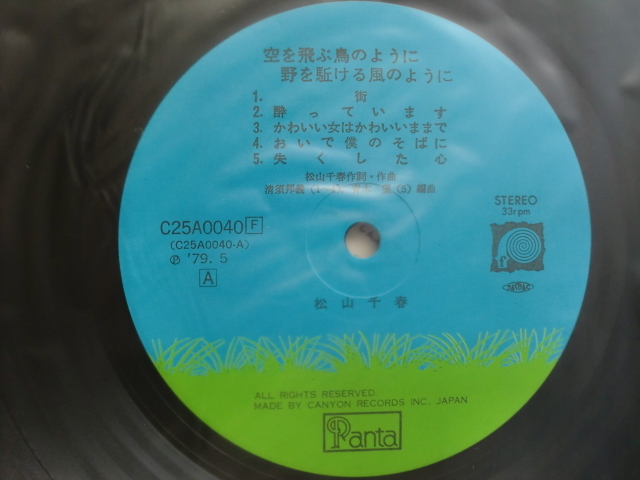 空を飛ぶ鳥のように
野を駈ける風のように
1. 街
2. 酔っています
3. かわいい女はかわいいままで
4. おいで僕のそばに
5. 失くした心
松山千春作詞・作曲
(5) 編曲
C25A0040 F
(C25A0040-A)
℗ '79. 5
A
STEREO
33rpm
f
松山千春
ALL RIGHTS RESERVED
MADE BY CANYON RECORDS INC. JAPAN
Panta